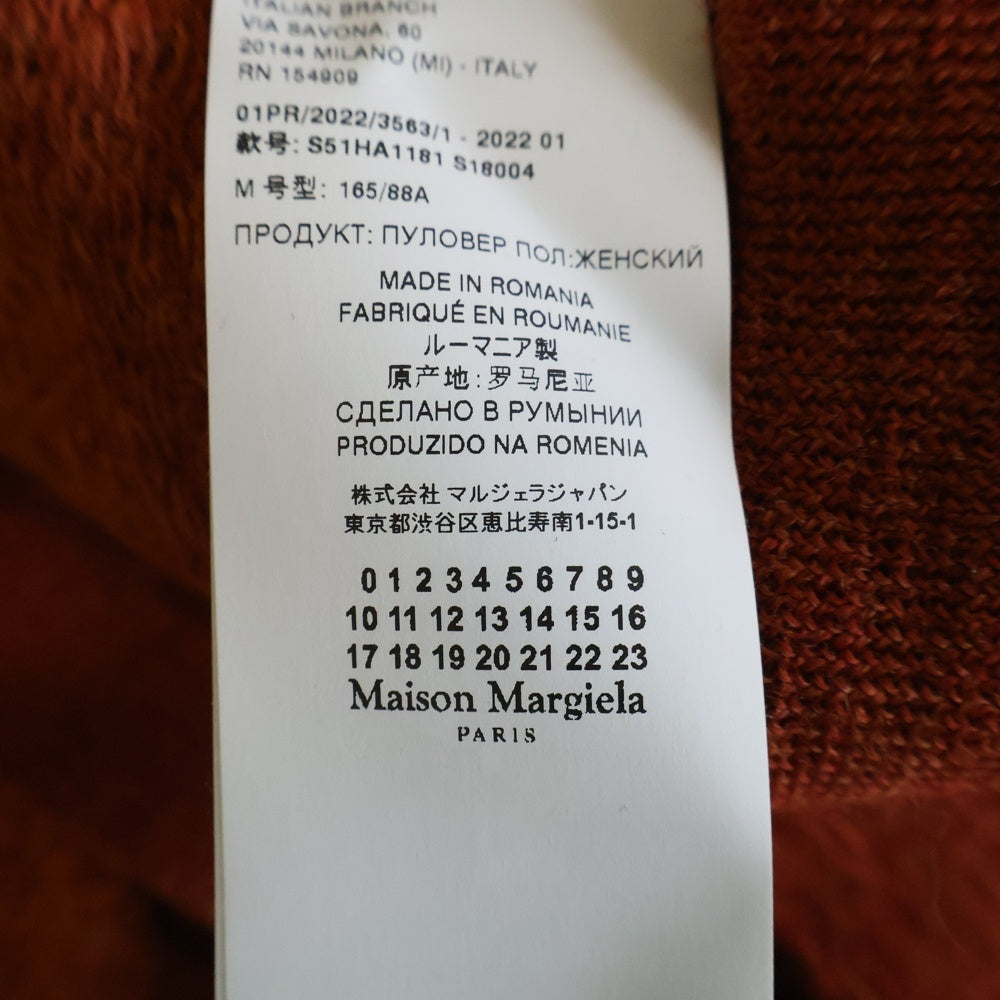 ITALIAN BRANCH
VIA SAVONA, 60
20144 MILANO (MI) - ITALY
RN 154909
01PR/2022/3563/1 - 2022 01
款号: S51HA1181 S18004
M 号型: 165/88A
ПРОДУКТ: ПУЛОВЕР ПОЛ:ЖЕНСКИЙ
MADE IN ROMANIA
FABRIQUÉ EN ROUMANIE
ルーマニア製
原产地:罗马尼亚
СДЕЛАНО В РУМЫНИИ
PRODUZIDO NA ROMENIA
株式会社 マルジェラジャパン
東京都渋谷区恵比寿南1-15-1
0 1 2 3 4 5 6 7 8 9
10 11 12 13 14 15 16
17 18 19 20 21 22 23
Maison Margiela
PARIS